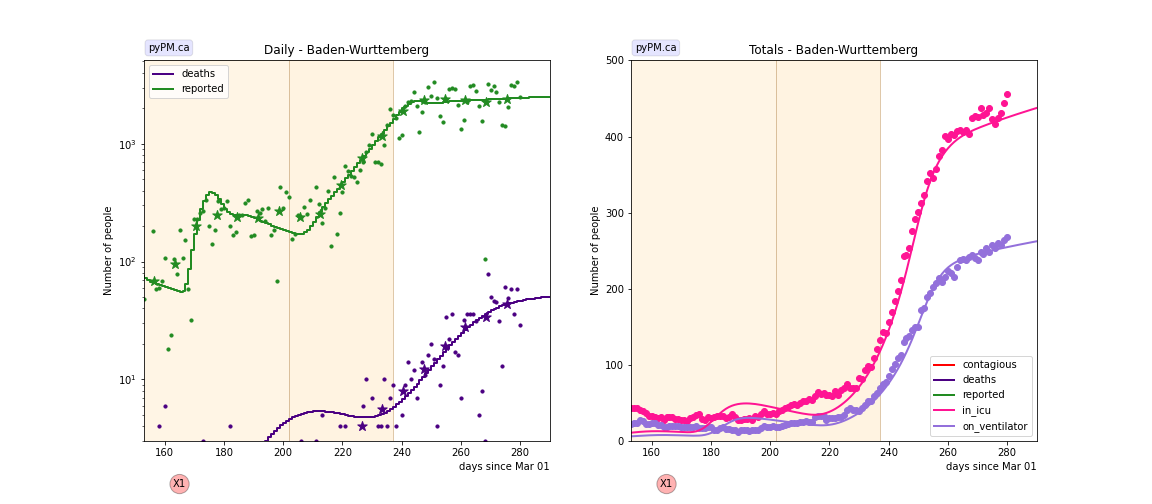 pyPM.ca
Daily - Baden-Wurttemberg
deaths
reported
Number of people
10³
10²
10¹
160 180 200 220 240 260 280
days since Mar 01
X1
pyPM.ca
Totals - Baden-Wurttemberg
Number of people
500
400
300
200
100
0
contagious
deaths
reported
in_icu
on_ventilator
160 180 200 220 240 260 280
days since Mar 01
X1